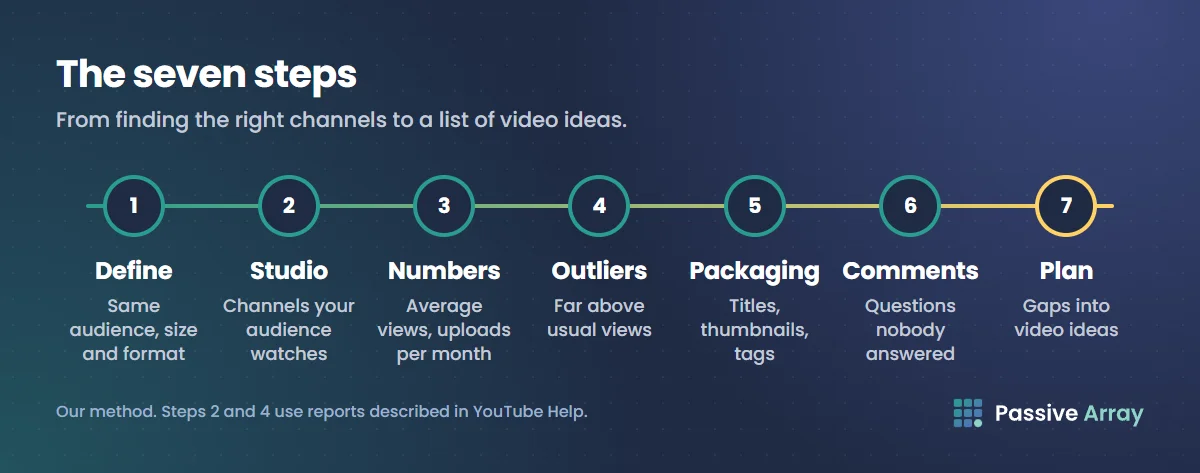 The seven steps
From finding the right channels to a list of video ideas.
1 2 3 4 5 6 7
Define
Same
audience, size
and format
Studio
Channels your
audience
watches
Numbers
Average
views, uploads
per month
Outliers
Far above
usual views
Packaging
Titles,
thumbnails,
tags
Comments
Questions
nobody
answered
Plan
Gaps into
video ideas
Our method. Steps 2 and 4 use reports described in YouTube Help.
Passive Array